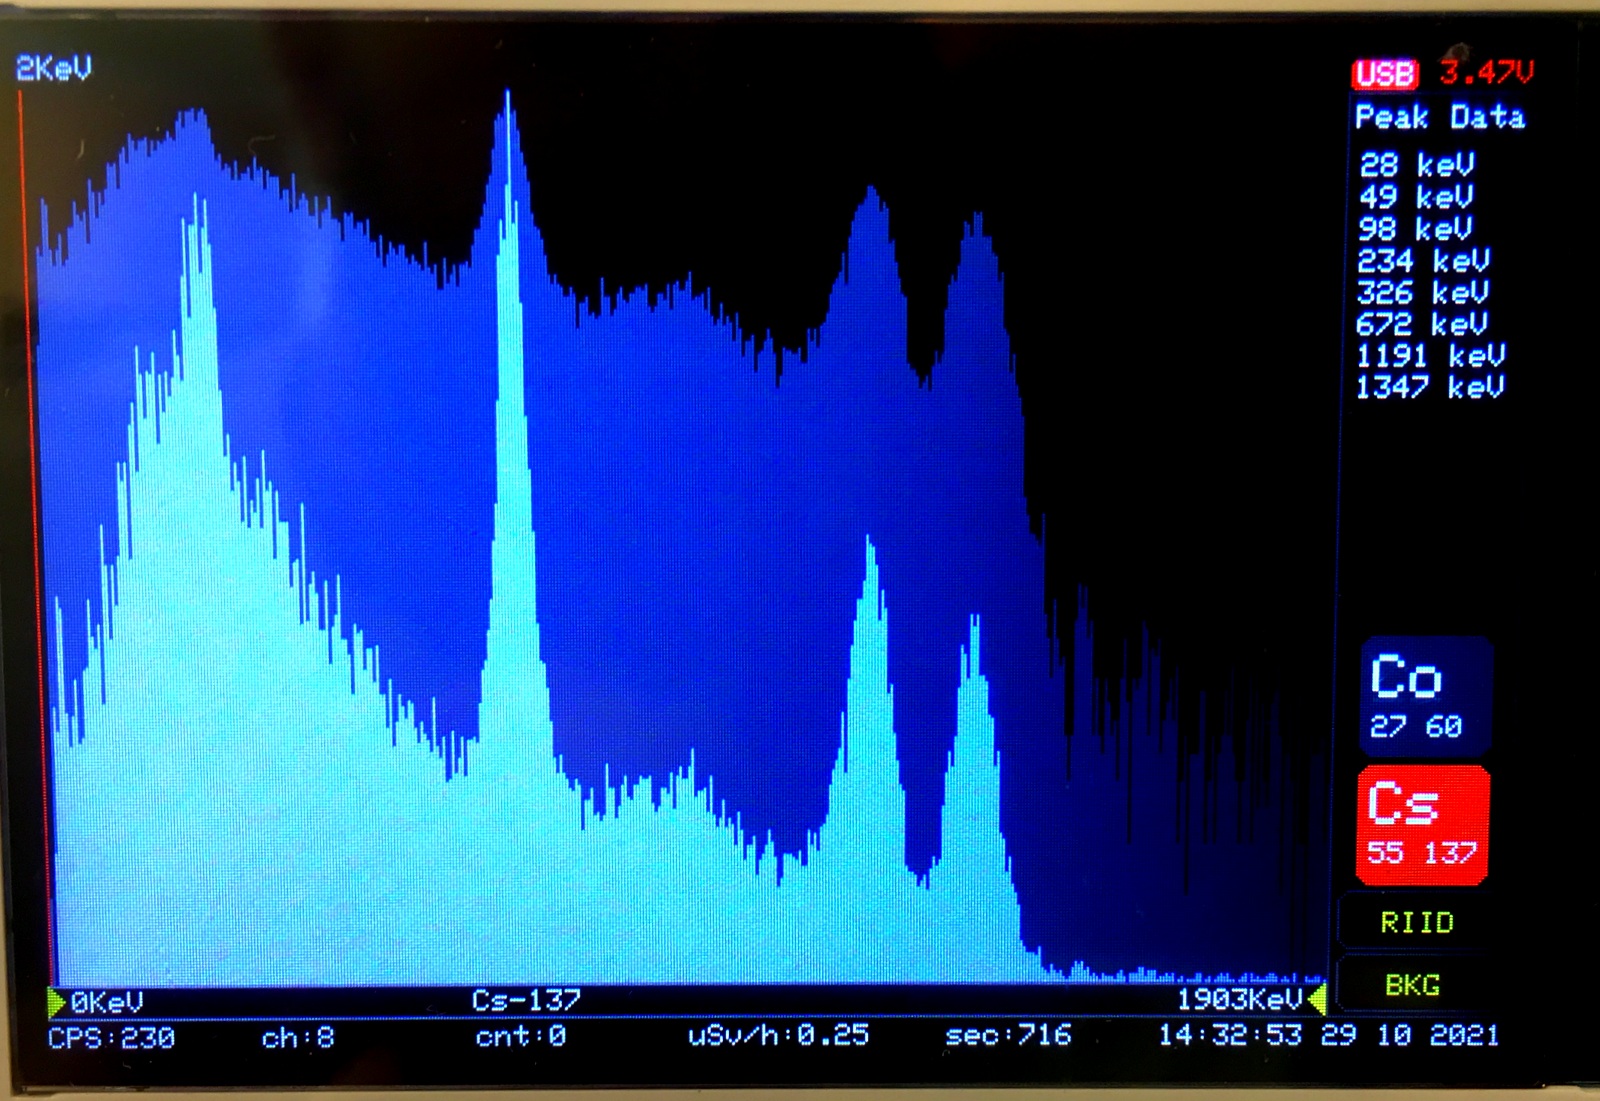 2KeV
USB 3.47V
Peak Data
28 keV
49 keV
98 keV
234 keV
326 keV
672 keV
1191 keV
1347 keV
Co
27 60
Cs
55 137
RIID
BKG
0KeV Cs-137 1903KeV
CPS:230 ch:8 cnt:0 uSv/h:0.25 sec:716 14:32:53 29 10 2021